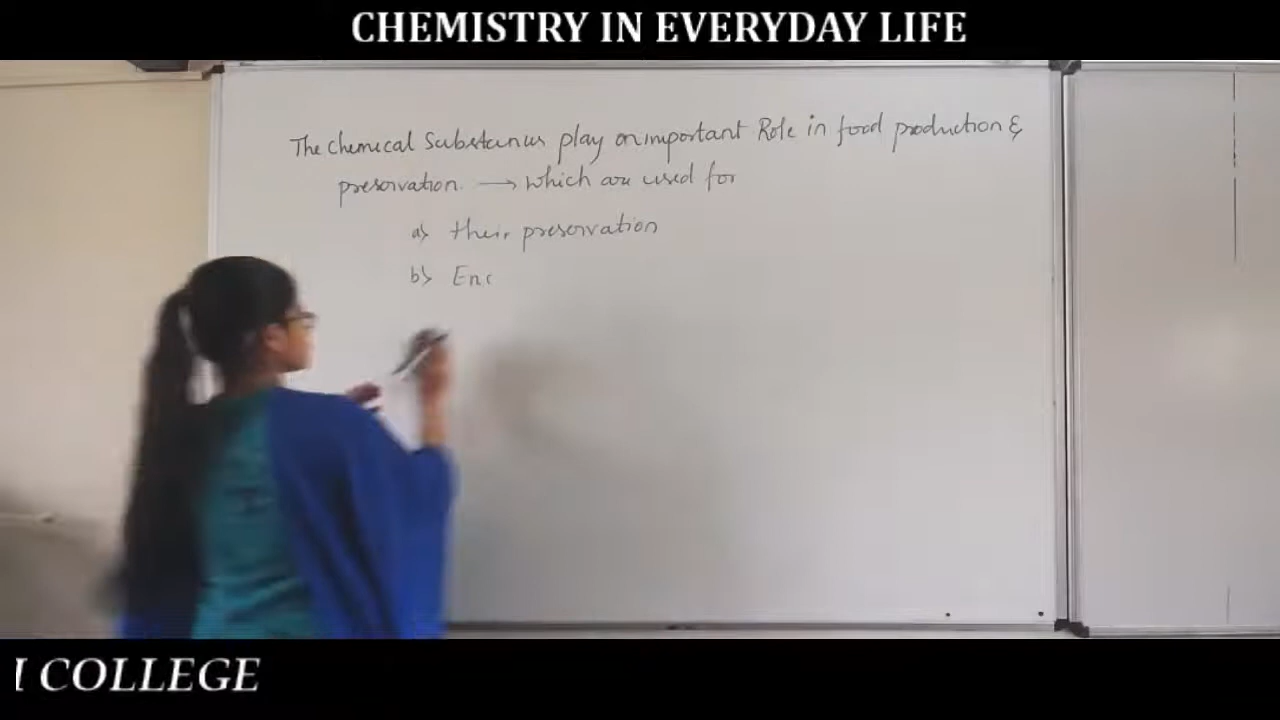 CHEMISTRY IN EVERYDAY LIFE
The chemical Substances play an important Role in food production &
preservation. → which are used for
a) their preservation
b) Enc
I COLLEGE